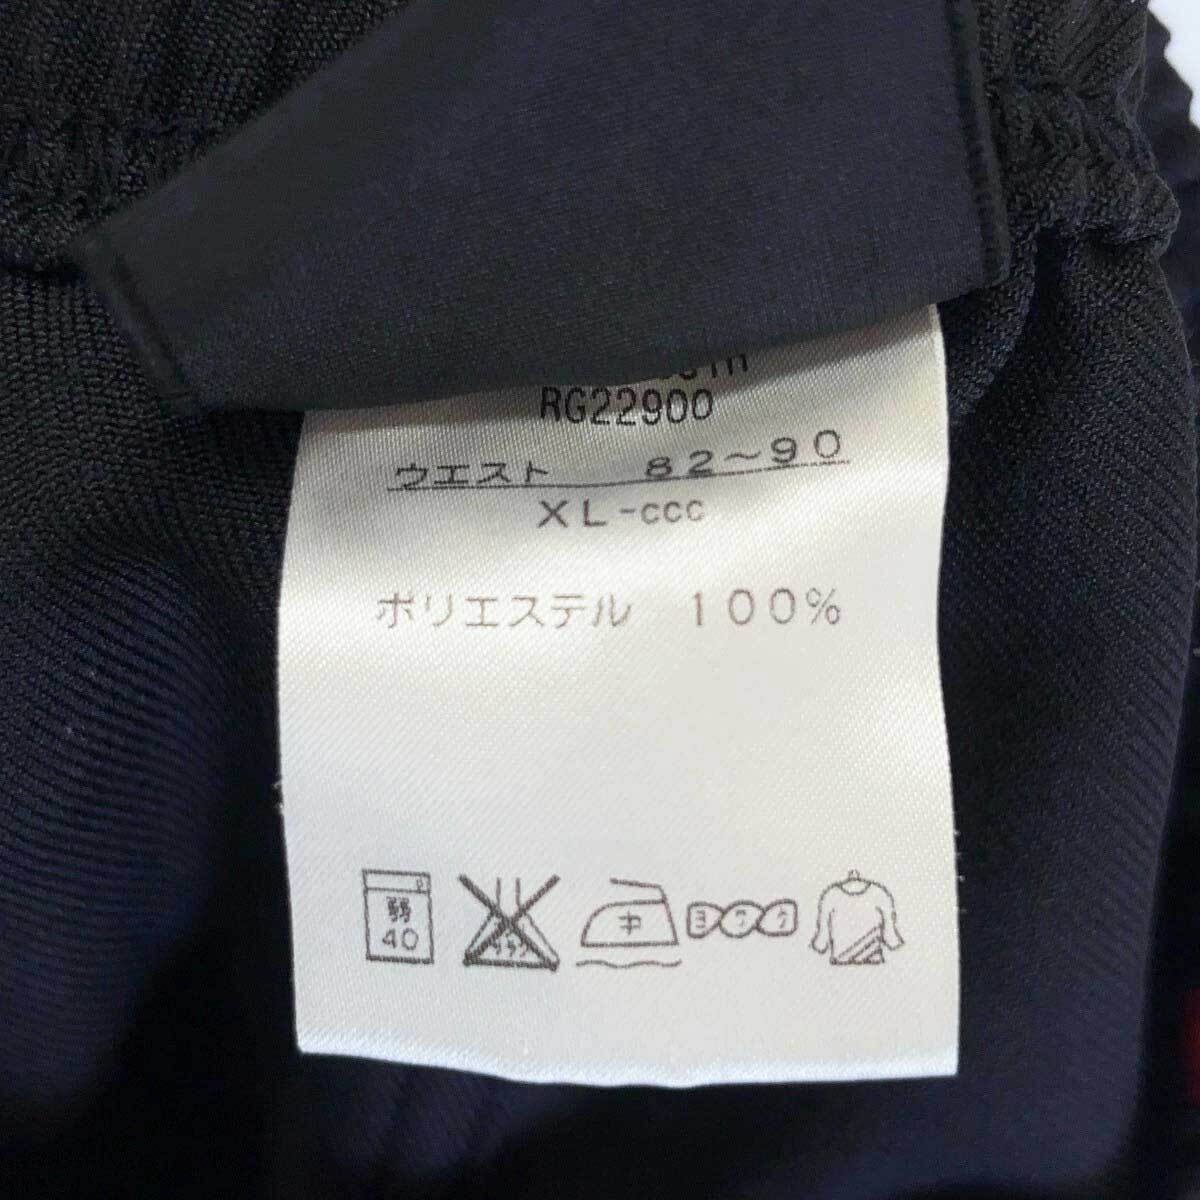 RG22900
ウエスト 82～90
XL-ccc
ポリエステル 100%
弱 40 中 ヨワク